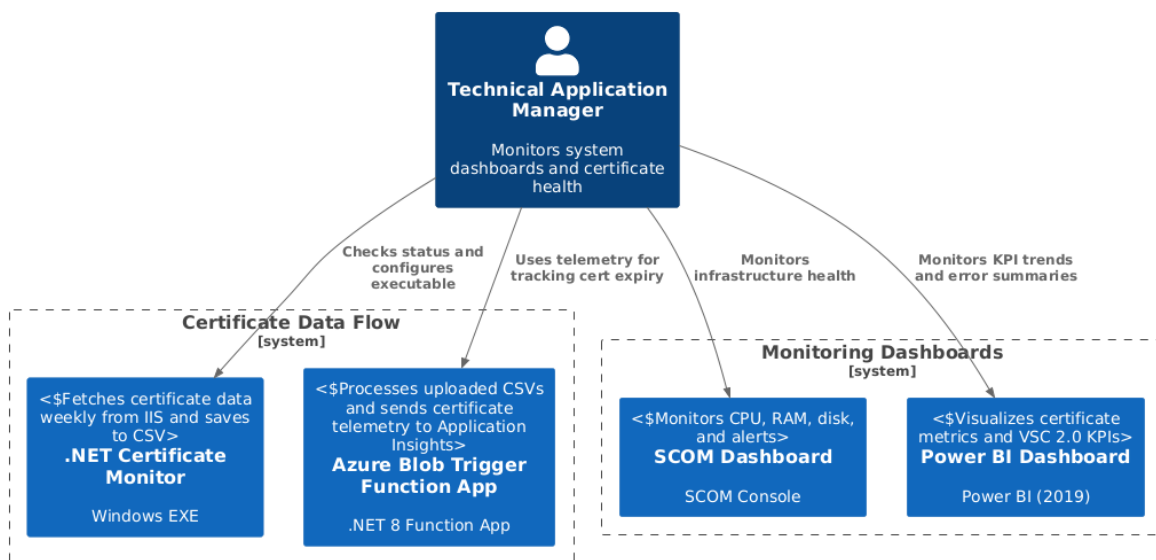 Technical Application
Manager
Monitors system
dashboards and certificate
health
Checks status and
configures
executable
Uses telemetry for
tracking cert expiry
Monitors
infrastructure health
Monitors KPI trends
and error summaries
Certificate Data Flow
[system]
<$Fetches certificate data
weekly from IIS and saves
to CSV>
.NET Certificate
Monitor
Windows EXE
<$Processes uploaded CSVs
and sends certificate
telemetry to Application
Insights>
Azure Blob Trigger
Function App
.NET 8 Function App
Monitoring Dashboards
[system]
<$Monitors CPU, RAM, disk,
and alerts>
SCOM Dashboard
SCOM Console
<$Visualizes certificate
metrics and VSC 2.0 KPIs>
Power BI Dashboard
Power BI (2019)